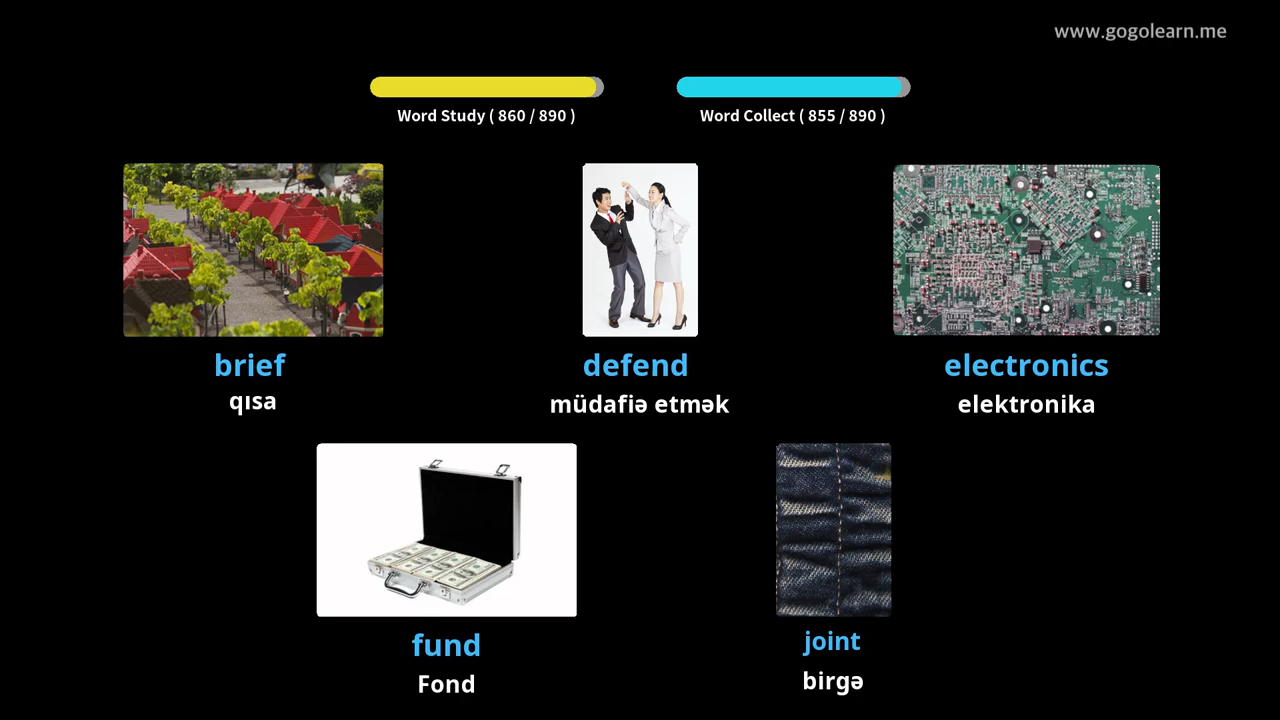 www.gogolearn.me
Word Study ( 860 / 890 )
Word Collect ( 855 / 890 )
brief
qısa
defend
müdafiə etmək
electronics
elektronika
fund
Fond
joint
birgə